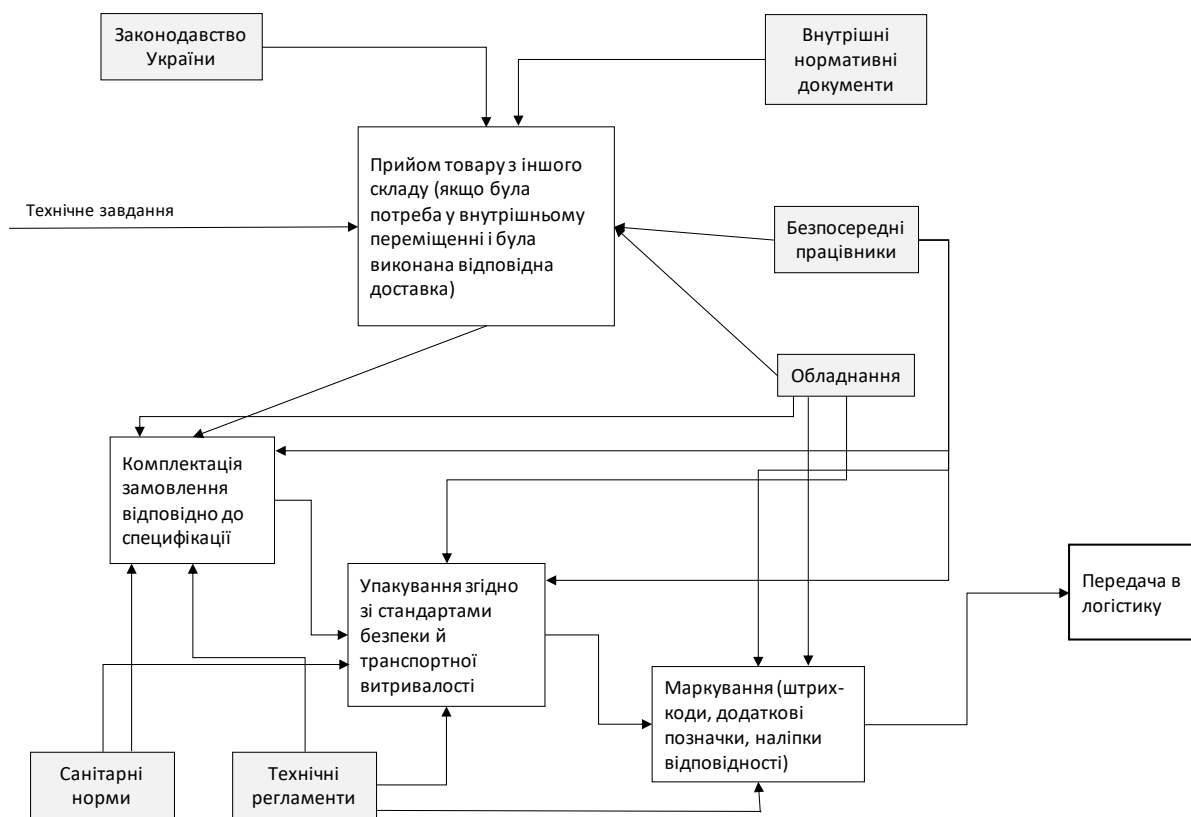 Законодавство
України
Внутрішні
нормативні
документи
Прийом товару з іншого
складу (якщо була
потреба у внутрішньому
переміщенні і була
виконана відповідна
доставка)
Технічне завдання
Безпосередні
працівники
Обладнання
Комплектація
замовлення
відповідно до
специфікації
Упакування згідно
зі стандартами
безпеки й
транспортної
витривалості
Передача в
логістику
Маркування (штрих-
коди, додаткові
позначки, наліпки
відповідності)
Санітарні
норми
Технічні
регламенти